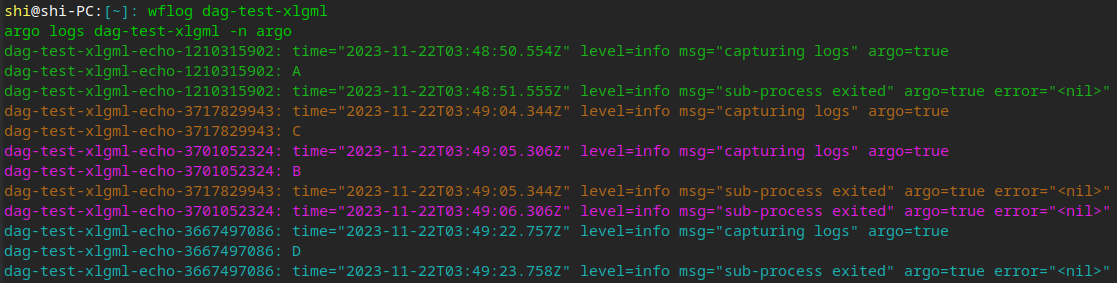 shi@shi-PC:[~]: wflog dag-test-xlgml
argo logs dag-test-xlgml -n argo
dag-test-xlgml-echo-1210315902: time="2023-11-22T03:48:50.554Z" level=info msg="capturing logs" argo=true
dag-test-xlgml-echo-1210315902: A
dag-test-xlgml-echo-1210315902: time="2023-11-22T03:48:51.555Z" level=info msg="sub-process exited" argo=true error="<nil>"
dag-test-xlgml-echo-3717829943: time="2023-11-22T03:49:04.344Z" level=info msg="capturing logs" argo=true
dag-test-xlgml-echo-3717829943: C
dag-test-xlgml-echo-3701052324: time="2023-11-22T03:49:05.306Z" level=info msg="capturing logs" argo=true
dag-test-xlgml-echo-3701052324: B
dag-test-xlgml-echo-3717829943: time="2023-11-22T03:49:05.344Z" level=info msg="sub-process exited" argo=true error="<nil>"
dag-test-xlgml-echo-3701052324: time="2023-11-22T03:49:06.306Z" level=info msg="sub-process exited" argo=true error="<nil>"
dag-test-xlgml-echo-3667497086: time="2023-11-22T03:49:22.757Z" level=info msg="capturing logs" argo=true
dag-test-xlgml-echo-3667497086: D
dag-test-xlgml-echo-3667497086: time="2023-11-22T03:49:23.758Z" level=info msg="sub-process exited" argo=true error="<nil>"